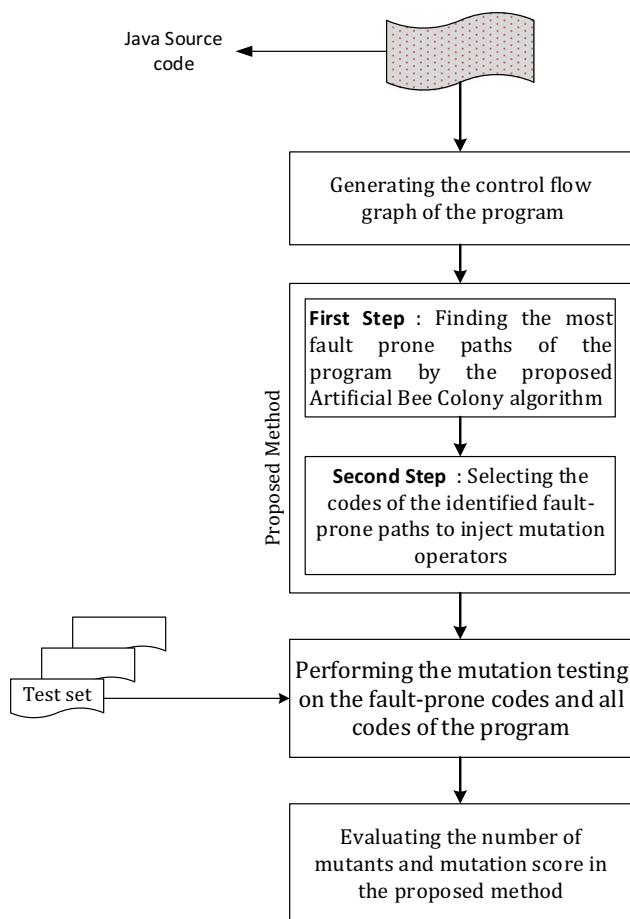 Java Source
code
Generating the control flow
graph of the program
Proposed Method
First Step : Finding the most
fault prone paths of the
program by the proposed
Artificial Bee Colony algorithm
Second Step : Selecting the
codes of the identified fault-
prone paths to inject mutation
operators
Test set
Performing the mutation testing
on the fault-prone codes and all
codes of the program
Evaluating the number of
mutants and mutation score in
the proposed method